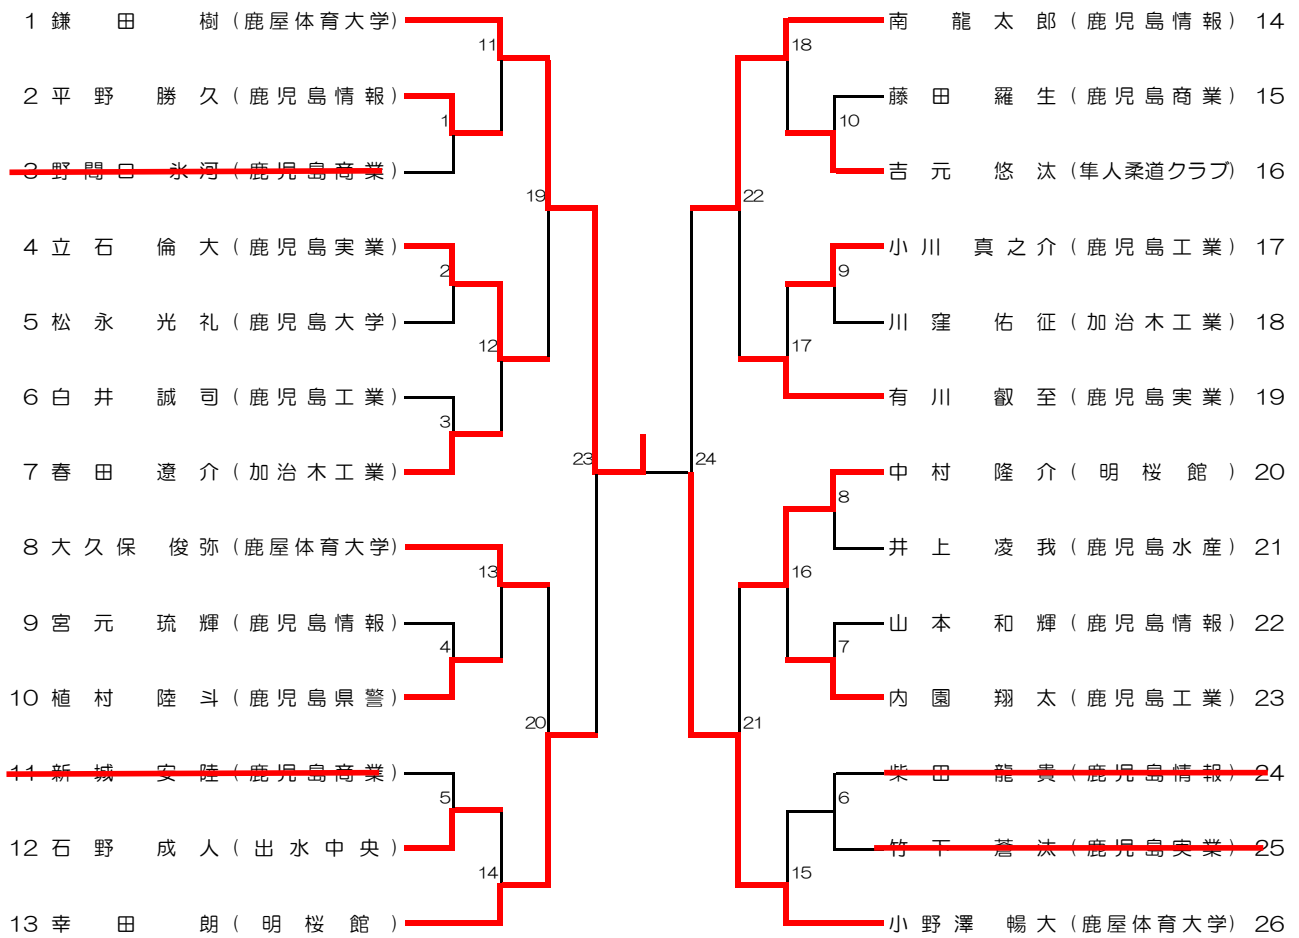 1 鎌田 樹 (鹿屋体育大学)
2 平野 勝久 (鹿児島情報)
3 野間口 氷河 (鹿児島商業)
4 立石 倫大 (鹿児島実業)
5 松永 光礼 (鹿児島大学)
6 白井 誠司 (鹿児島工業)
7 春田 遼介 (加治木工業)
8 大久保 俊弥 (鹿屋体育大学)
9 宮元 琉輝 (鹿児島情報)
10 植村 陸斗 (鹿児島県警)
11 新城 安陸 (鹿児島商業)
12 石野 成人 (出水中央)
13 幸田 朗 (明桜館)
11
1
19
2
12
3
23
13
4
20
5
14
18
10
22
9
17
24
8
16
7
21
6
15
南 龍太郎 (鹿児島情報) 14
藤田 羅生 (鹿児島商業) 15
吉元 悠汰 (隼人柔道クラブ) 16
小川 真之介 (鹿児島工業) 17
川窪 佑征 (加治木工業) 18
有川 叡至 (鹿児島実業) 19
中村 隆介 (明桜館) 20
井上 凌我 (鹿児島水産) 21
山本 和輝 (鹿児島情報) 22
内園 翔太 (鹿児島工業) 23
柴田 龍貴 (鹿児島情報) 24
竹下 蒼汰 (鹿児島実業) 25
小野澤 暢大 (鹿屋体育大学) 26